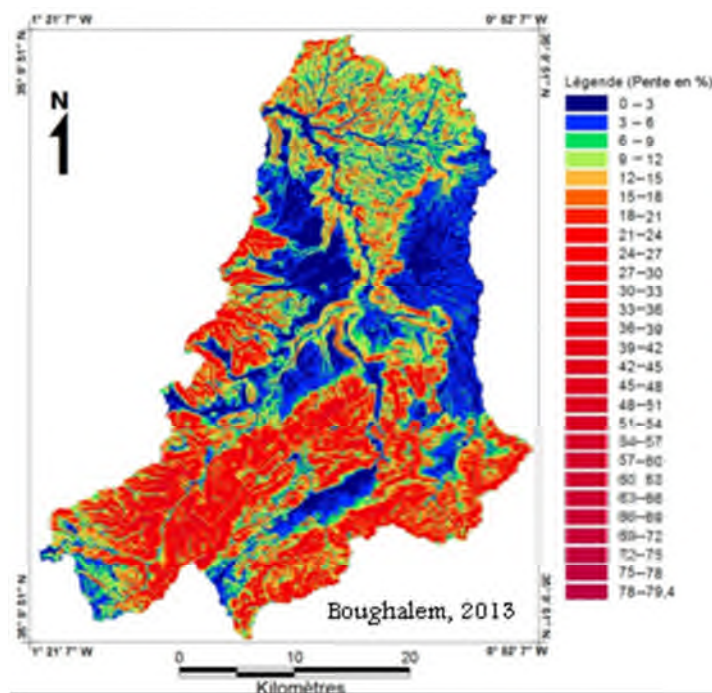 1° 21' 7" W
0° 52' 7" W
35° 9' 51" N
N
Légende (Pente en %)
0 – 3
3 – 6
6 – 9
9 – 12
12–15
15–18
18–21
21–24
24–27
27–30
30–33
33–36
36–39
39–42
42–45
45–48
48–51
51–54
54–57
57–60
60–63
63–66
66–69
69–72
72–75
75–78
78–79,4
Boughalem, 2013
1° 21' 7" W
0° 52' 7" W
0 10 20
Kilomètres